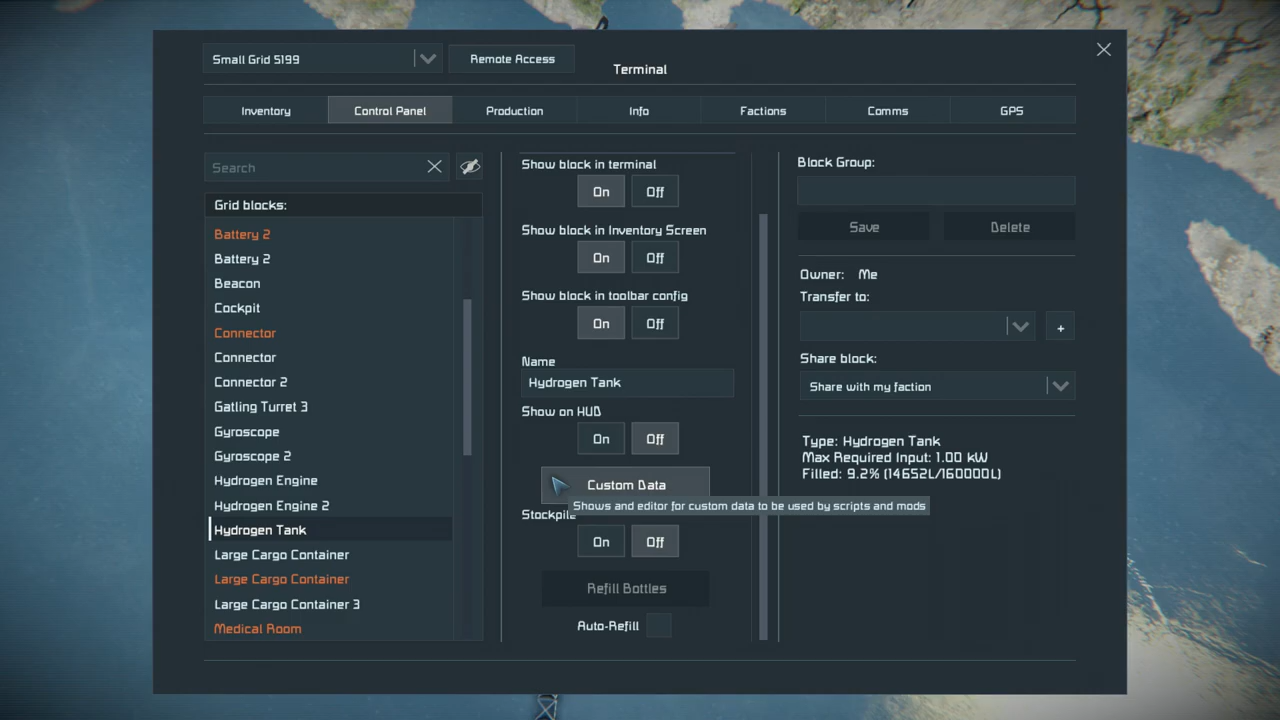 Small Grid 5199
Remote Access
Terminal
Inventory
Control Panel
Production
Info
Factions
Comms
GPS
Search
Grid blocks:
Battery 2
Battery 2
Beacon
Cockpit
Connector
Connector
Connector 2
Gatling Turret 3
Gyroscope
Gyroscope 2
Hydrogen Engine
Hydrogen Engine 2
Hydrogen Tank
Large Cargo Container
Large Cargo Container
Large Cargo Container 3
Medical Room
Show block in terminal
On
Off
Show block in Inventory Screen
On
Off
Show block in toolbar config
On
Off
Name
Hydrogen Tank
Show on HUD
On
Off
Custom Data
Shows and editor for custom data to be used by scripts and mods
Stockpile
On
Off
Refill Bottles
Auto-Refill
Block Group:
Save
Delete
Owner: Me
Transfer to:
+
Share block:
Share with my faction
Type: Hydrogen Tank
Max Required Input: 1.00 kW
Filled: 9.2% (14652L/160000L)